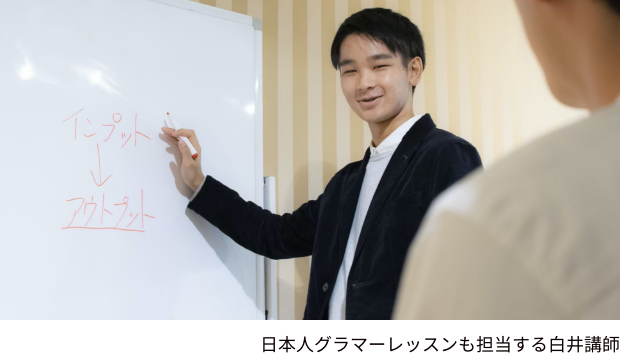 インプット
↓
アウトプット
日本人グラマーレッスンも担当する白井講師